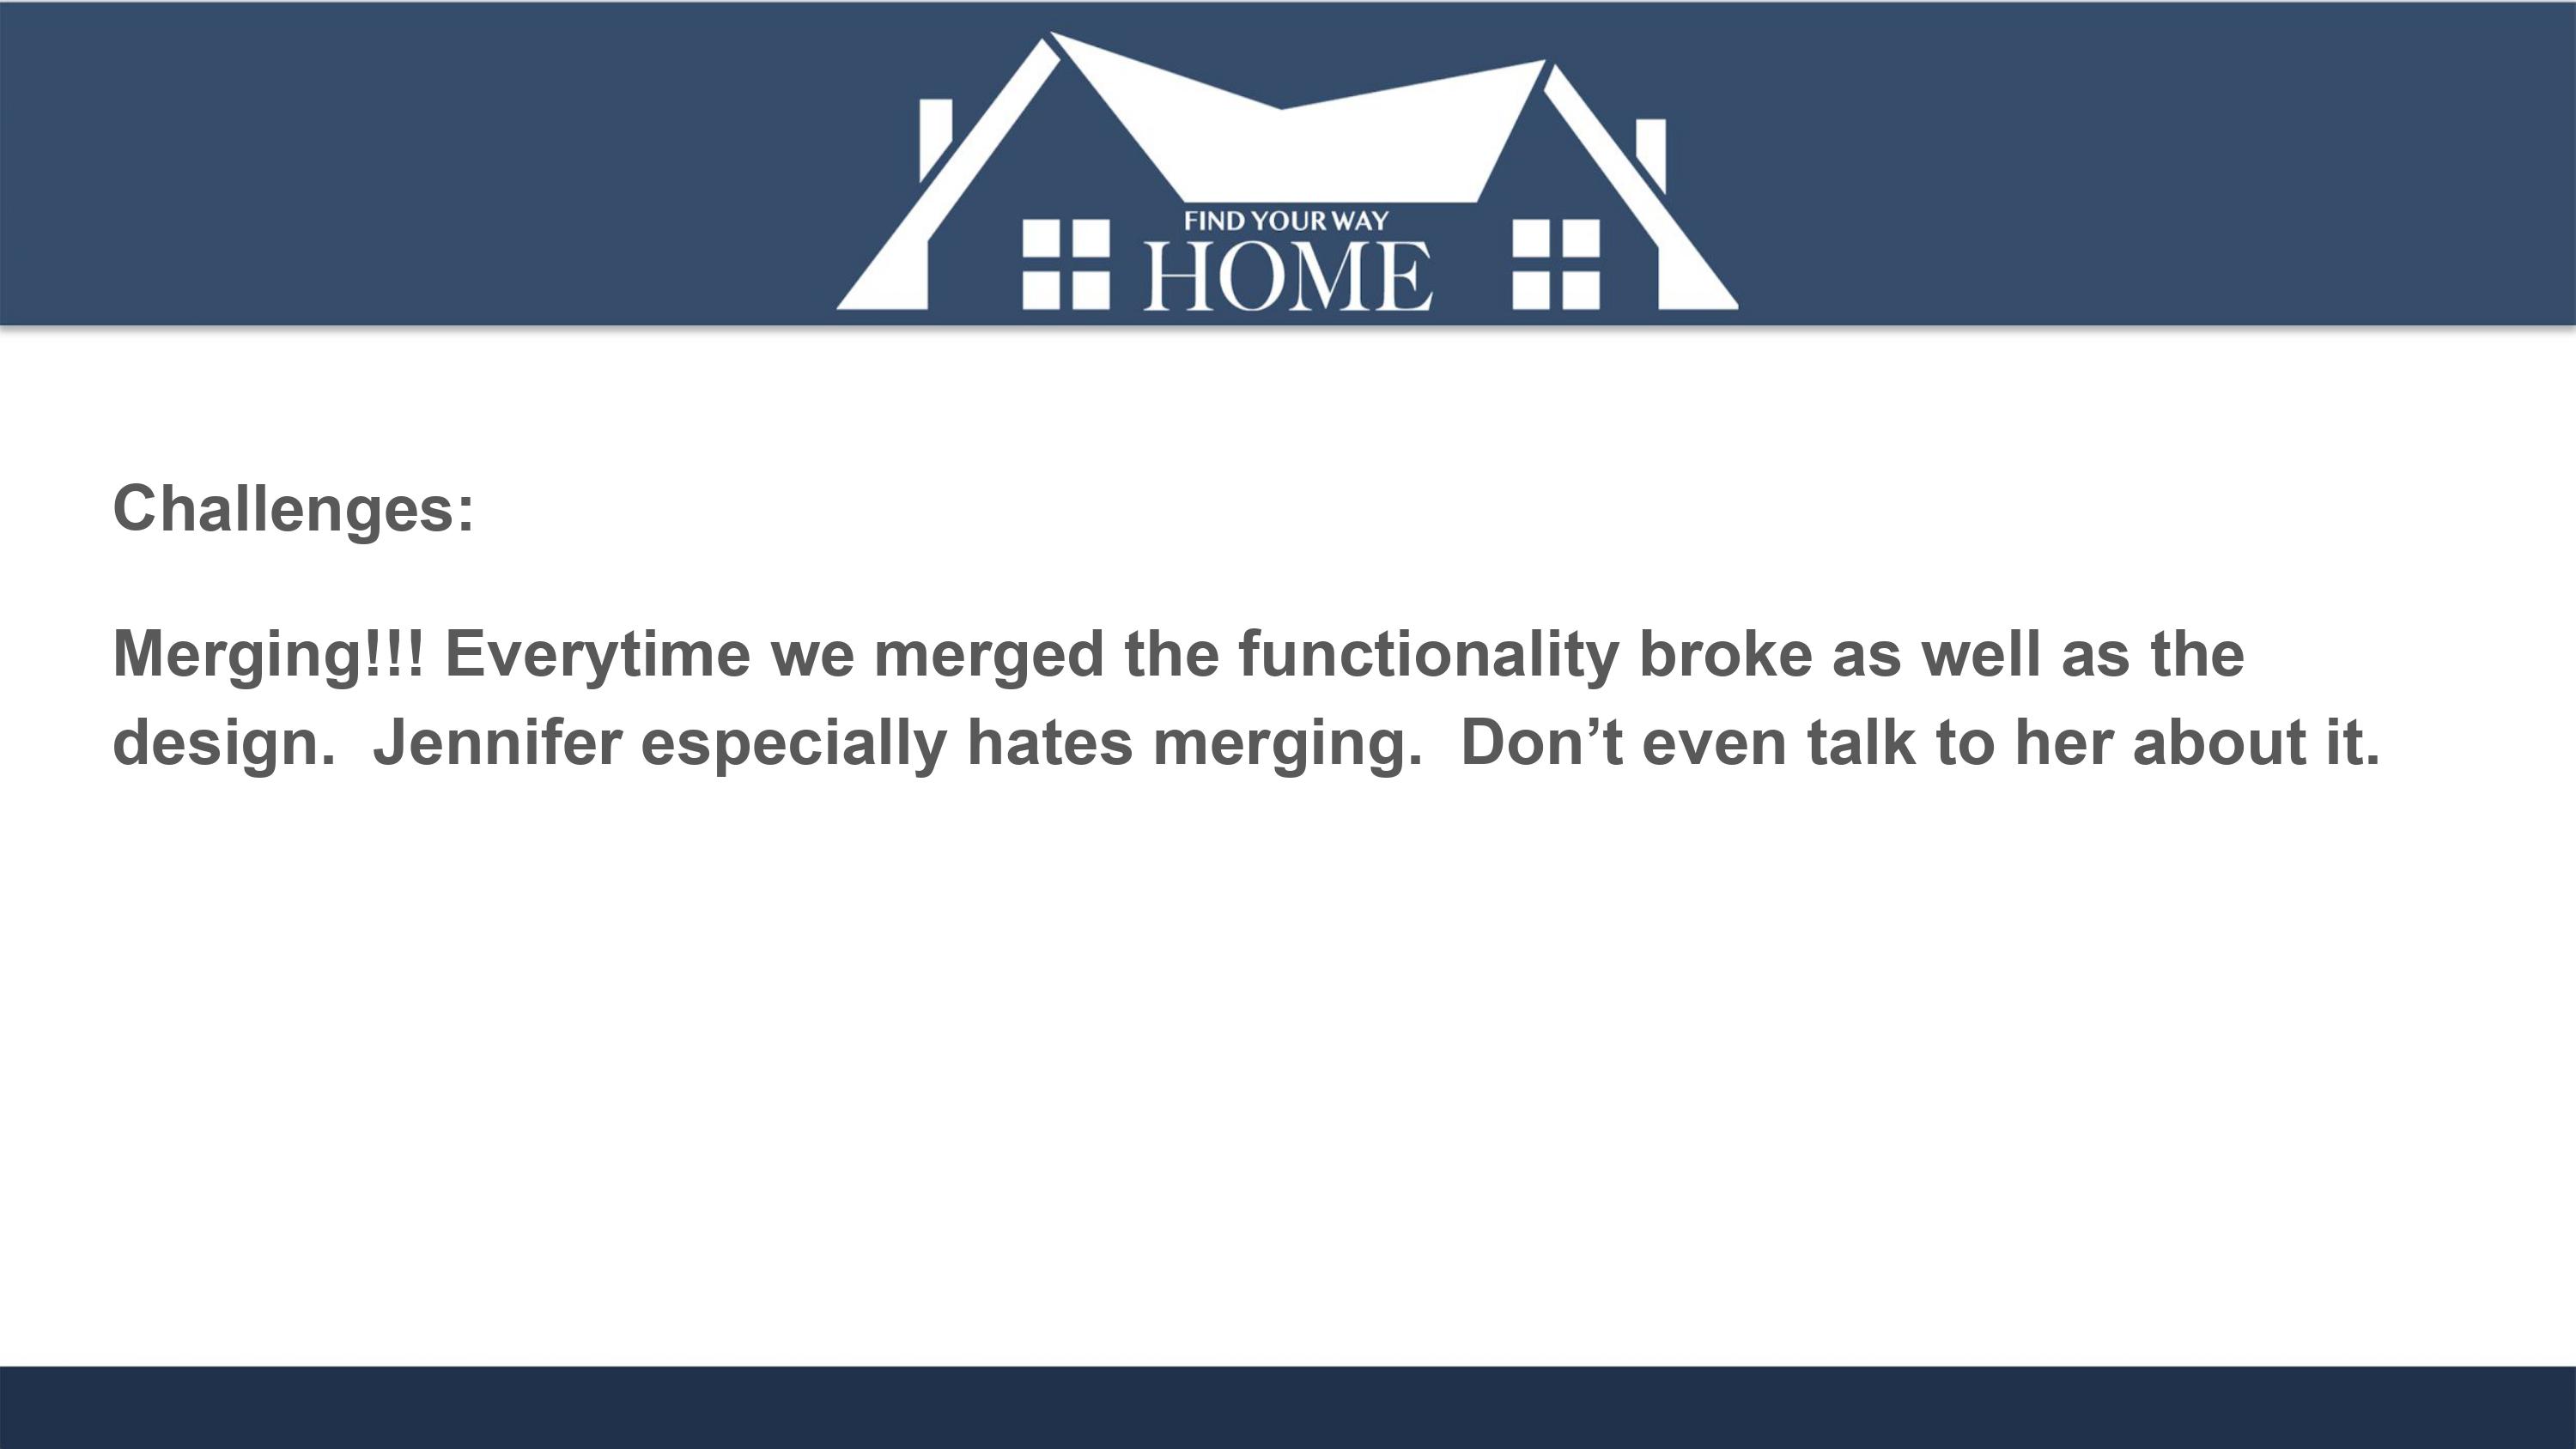 FIND YOUR WAY
HOME
Challenges:
Merging!!! Everytime we merged the functionality broke as well as the
design.  Jennifer especially hates merging.  Don’t even talk to her about it.